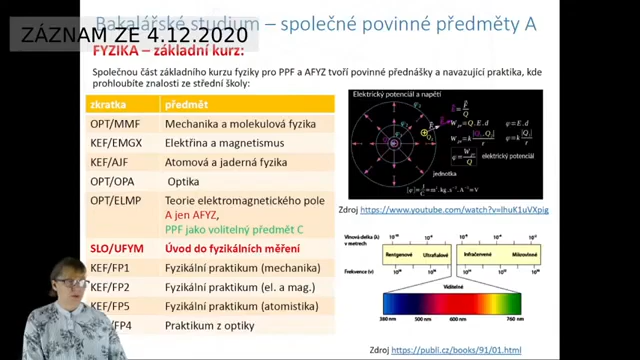 Bakalářské studium – společné povinné předměty A
ZÁZNAM ZE 4.12.2020
FYZIKA – základní kurz:
Společnou část základního kurzu fyziky pro PPF a AFYZ tvoří povinné přednášky a navazující praktika, kde
prohloubíte znalosti ze střední školy:
zkratka předmět
OPT/MMF Mechanika a molekulová fyzika
KEF/EMGX Elektřina a magnetismus
KEF/AJF Atomová a jaderná fyzika
OPT/OPA Optika
OPT/ELMP Teorie elektromagnetického pole
A jen AFYZ,
PPF jako volitelný předmět C
SLO/UFYM Úvod do fyzikálních měření
KEF/FP1 Fyzikální praktikum (mechanika)
KEF/FP2 Fyzikální praktikum (el. a mag.)
KEF/FP5 Fyzikální praktikum (atomistika)
/FP4 Praktikum z optiky
Elektrický potenciál a napětí
elektrický potenciál
jednotka
Zdroj https://www.youtube.com/watch?v=lhuK1uVXpig
Vlnová délka (λ)
v metrech
Rentgenové Ultrafialové Infračervené Mikrovlnné
Frekvence (Hz)
Viditelné
380 nm 500 nm 600 nm 760 nm
Zdroj https://publi.cz/books/91/01.html